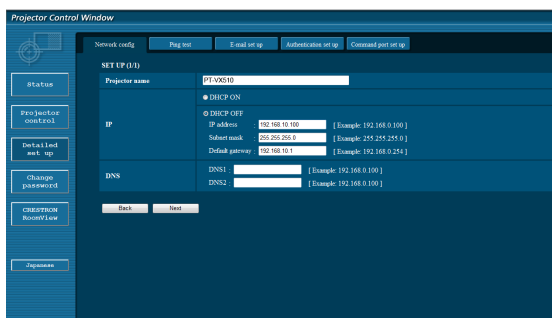 Projector Control Window
Network config
Ping test
E-mail set up
Authentication set up
Command port set up
Status
Projector
control
Detailed
set up
Change
password
CRESTRON
RoomView
Japanese
SET UP (1/1)
Projector name PT-VX510
DHCP ON
IP
DHCP OFF
IP address : 192.168.10.100 [ Example: 192.168.0.100 ]
Subnet mask : 255.255.255.0 [ Example: 255.255.255.0 ]
Default gateway : 192.168.10.1 [ Example: 192.168.0.254 ]
DNS
DNS1 : [ Example: 192.168.0.100 ]
DNS2 : [ Example: 192.168.0.100 ]
Back Next